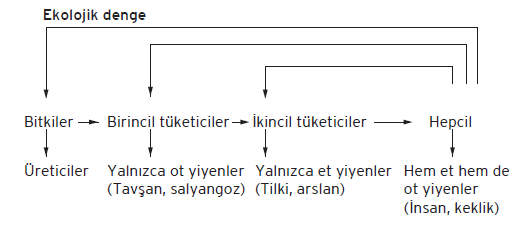 Ekolojik denge
Bitkiler Birincil tüketiciler İkincil tüketiciler Hepcil
Üreticiler Yalnızca ot yiyenler Yalnızca et yiyenler Hem et hem de
(Tavşan, salyangoz) (Tilki, arslan) ot yiyenler
(İnsan, keklik)